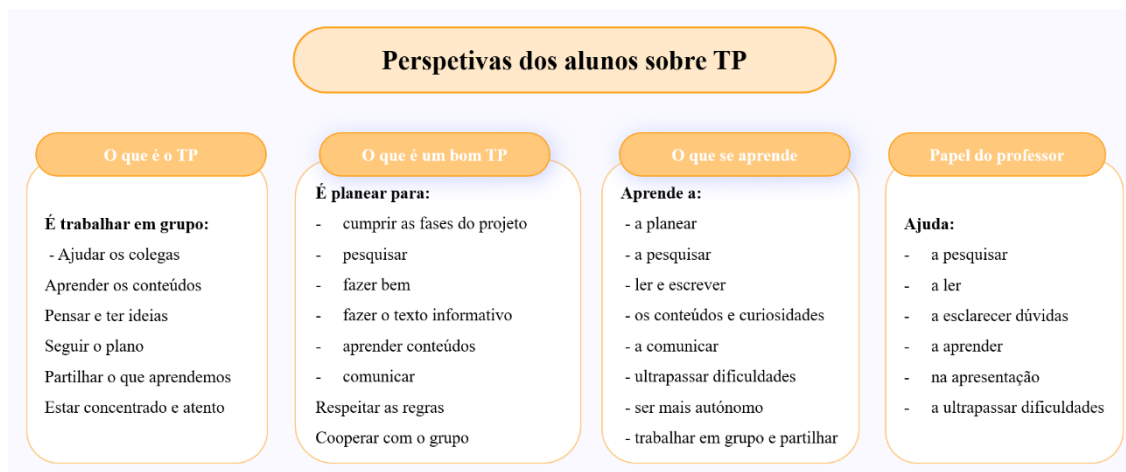 Perspetivas dos alunos sobre TP
O que é o TP
É trabalhar em grupo:
- Ajudar os colegas
Aprender os conteúdos
Pensar e ter ideias
Seguir o plano
Partilhar o que aprendemos
Estar concentrado e atento
O que é um bom TP
É planear para:
- cumprir as fases do projeto
- pesquisar
- fazer bem
- fazer o texto informativo
- aprender conteúdos
- comunicar
Respeitar as regras
Cooperar com o grupo
O que se aprende
Aprende a:
- a planear
- a pesquisar
- ler e escrever
- os conteúdos e curiosidades
- a comunicar
- ultrapassar dificuldades
- ser mais autónomo
- trabalhar em grupo e partilhar
Papel do professor
Ajuda:
- a pesquisar
- a ler
- a esclarecer dúvidas
- a aprender
- na apresentação
- a ultrapassar dificuldades